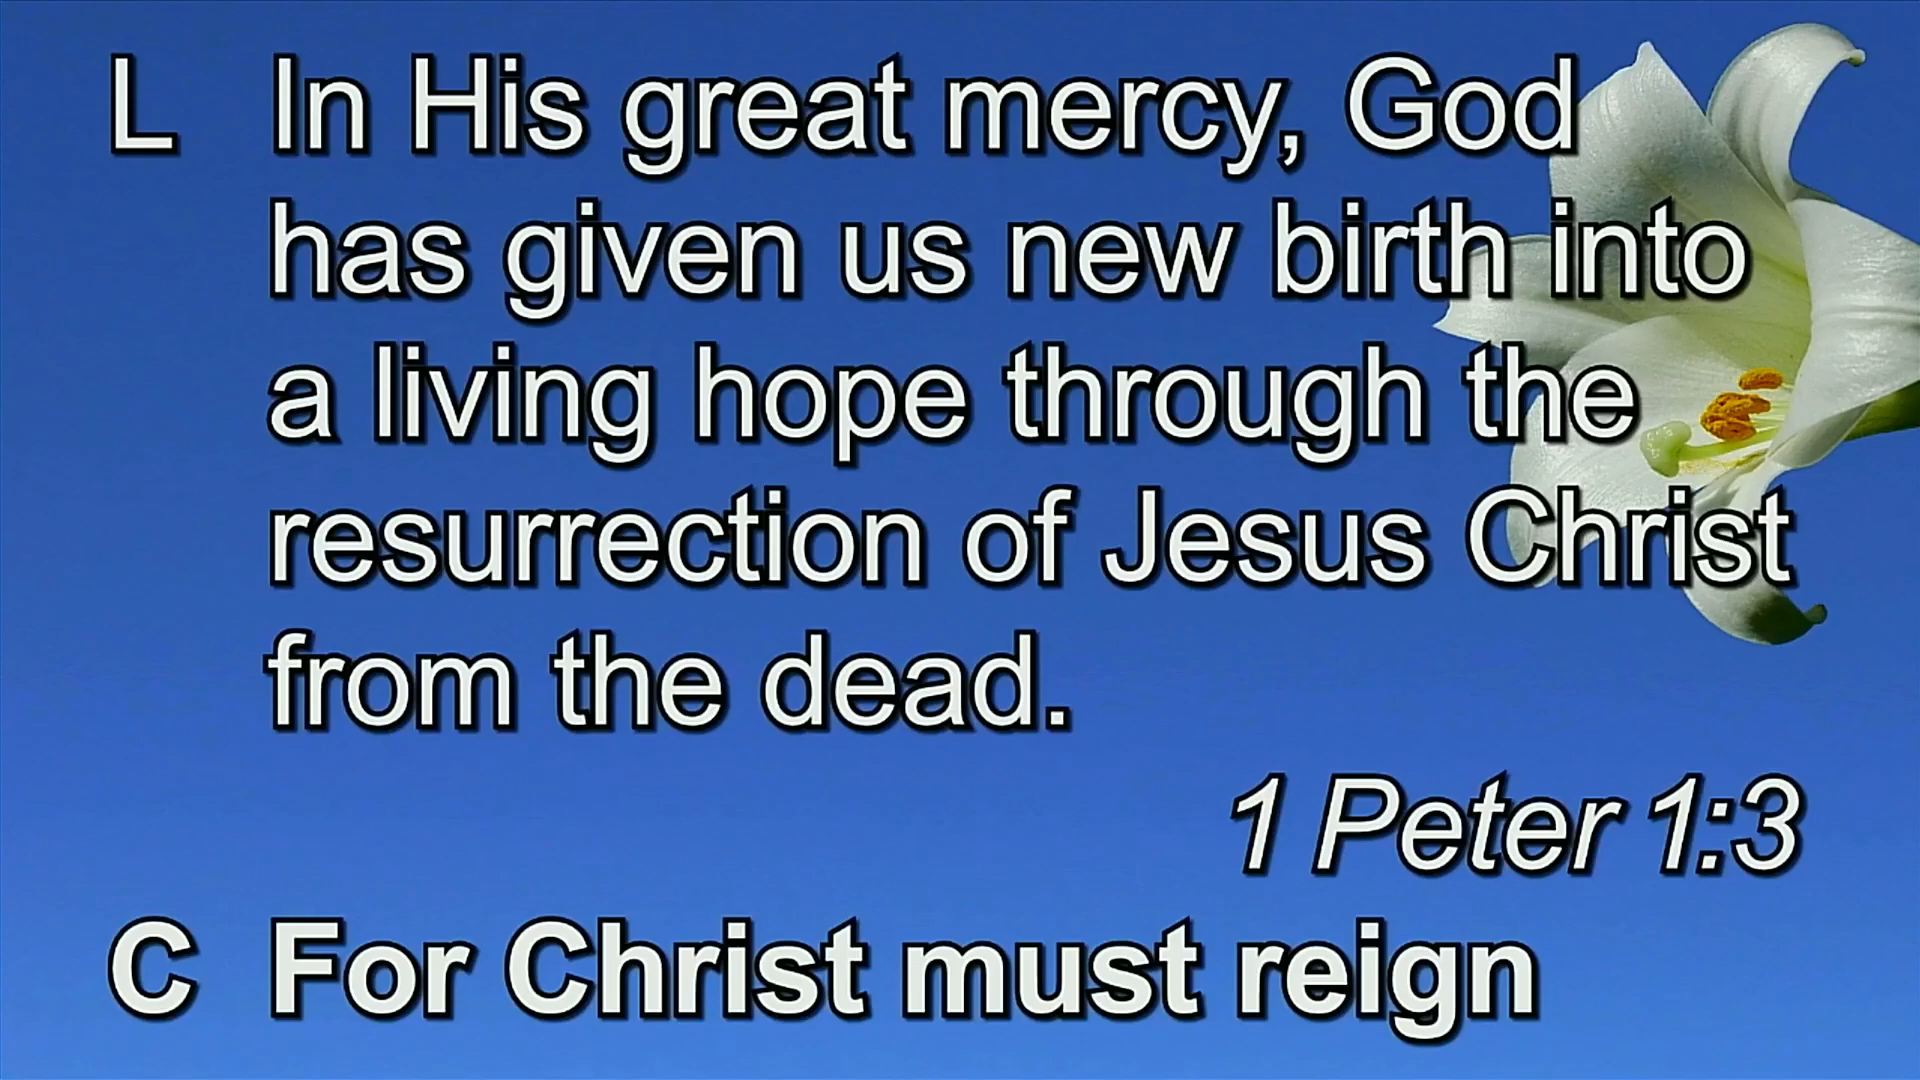 L In His great mercy, God
has given us new birth into
a living hope through the
resurrection of Jesus Christ
from the dead.
1 Peter 1:3
C For Christ must reign